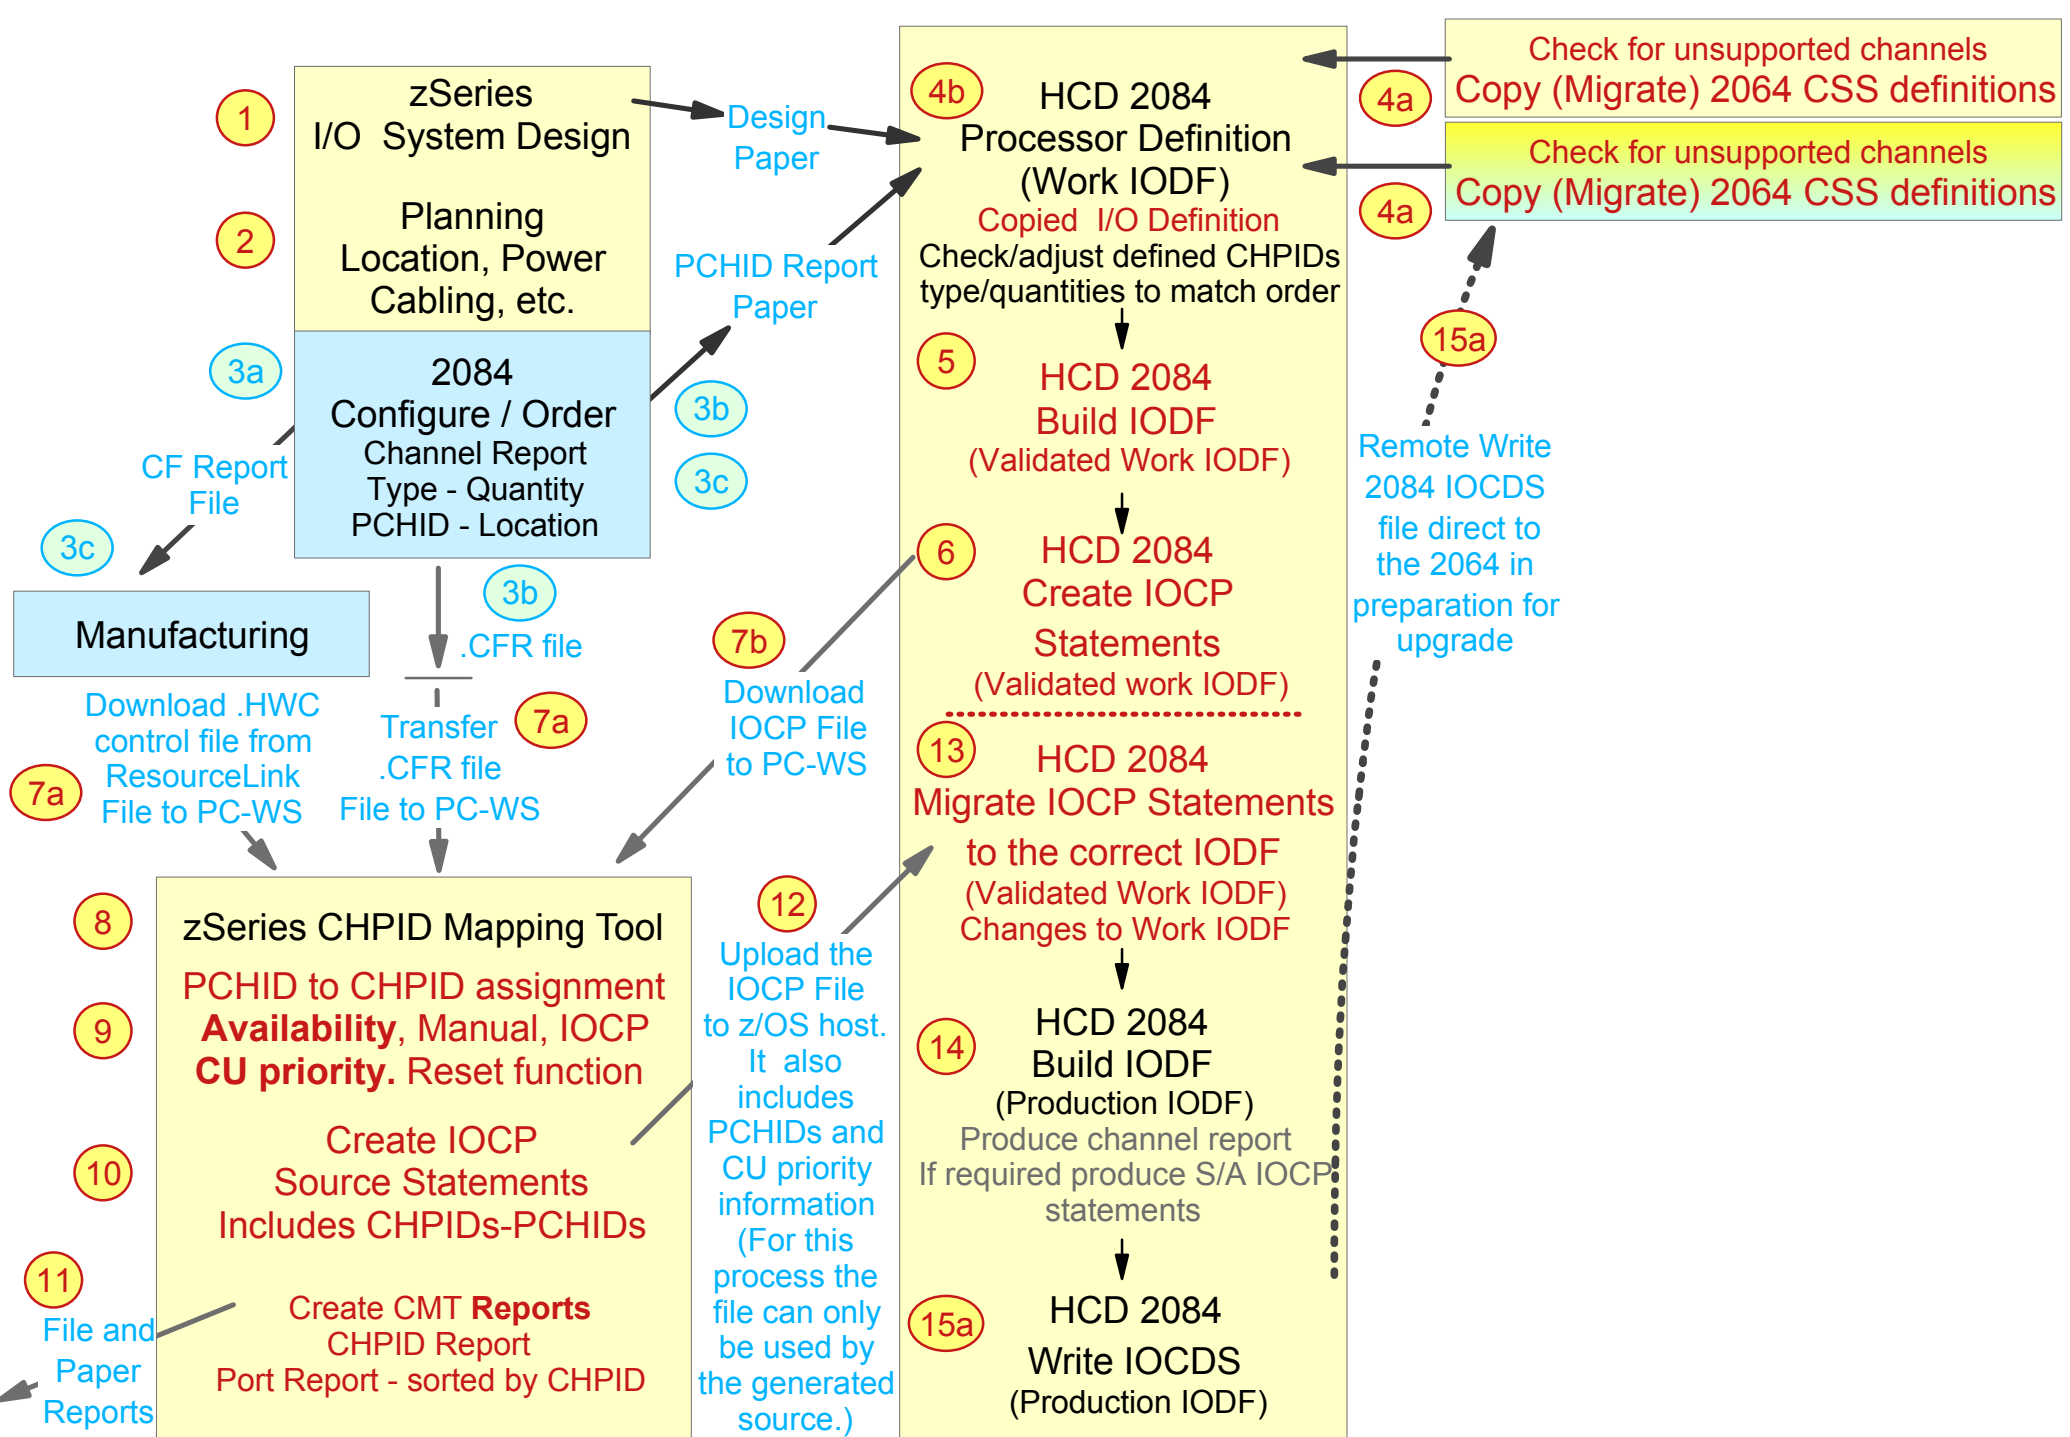 1
zSeries
I/O  System Design
2
Planning
Location, Power
Cabling, etc.
3a
2084
Configure / Order
Channel Report
Type - Quantity
PCHID - Location
Design
Paper
PCHID Report
Paper
3b
3c
CF Report
File
3c
Manufacturing
3b
.CFR file
Download .HWC
control file from
ResourceLink
File to PC-WS
7a
Transfer
.CFR file
File to PC-WS
7a
7b
Download
IOCP File
to PC-WS
8
zSeries CHPID Mapping Tool
9
PCHID to CHPID assignment
Availability, Manual, IOCP
CU priority. Reset function
10
Create IOCP
Source Statements
Includes CHPIDs-PCHIDs
11
File and
Paper
Reports
Create CMT Reports
CHPID Report
Port Report - sorted by CHPID
12
Upload the
IOCP File
to z/OS host.
It  also
includes
PCHIDs and
CU priority
information
(For this
process the
file can only
be used by
the generated
source.)
4b
HCD 2084
Processor Definition
(Work IODF)
Copied  I/O Definition
Check/adjust defined CHPIDs
type/quantities to match order
5
HCD 2084
Build IODF
(Validated Work IODF)
6
HCD 2084
Create IOCP
Statements
(Validated work IODF)
13
HCD 2084
Migrate IOCP Statements
to the correct IODF
(Validated Work IODF)
Changes to Work IODF
14
HCD 2084
Build IODF
(Production IODF)
Produce channel report
If required produce S/A IOCP
statements
15a
HCD 2084
Write IOCDS
(Production IODF)
4a
Check for unsupported channels
Copy (Migrate) 2064 CSS definitions
4a
Check for unsupported channels
Copy (Migrate) 2064 CSS definitions
15a
Remote Write
2084 IOCDS
file direct to
the 2064 in
preparation for
upgrade